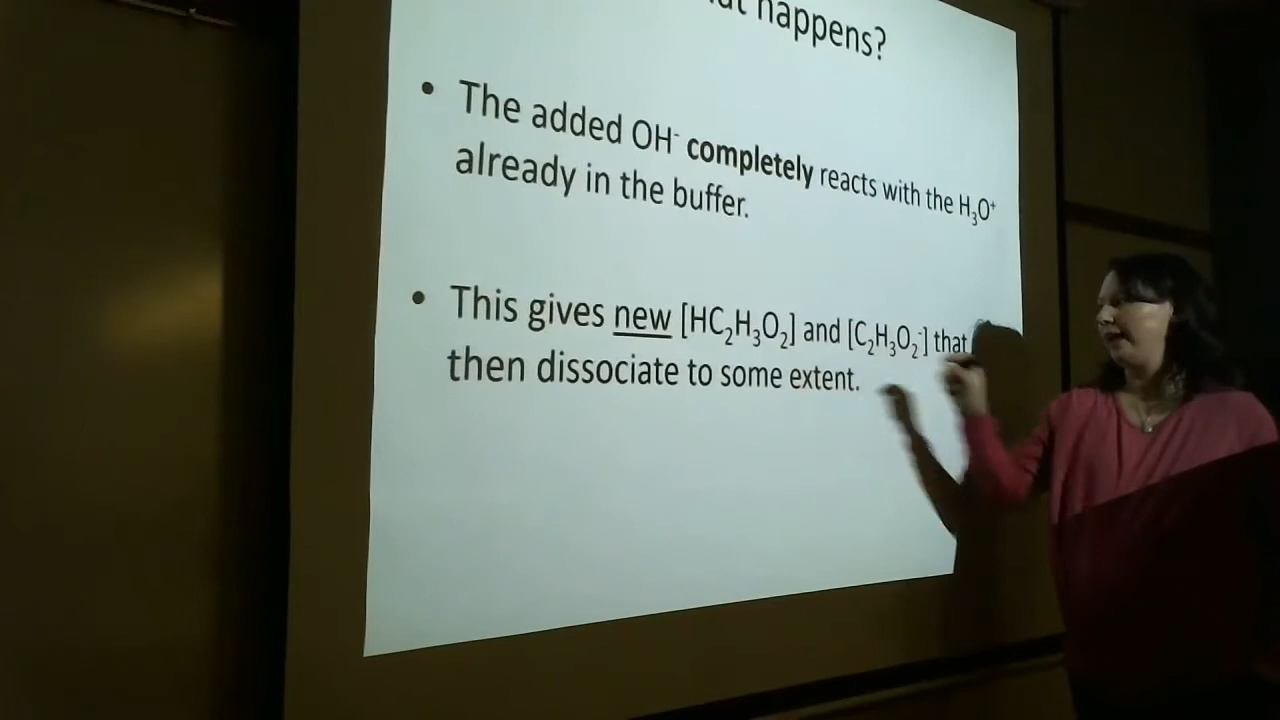 happens?
• The added OH⁻ completely reacts with the H₃O⁺
already in the buffer.
• This gives new [HC₂H₃O₂] and [C₂H₃O₂⁻] that
then dissociate to some extent.